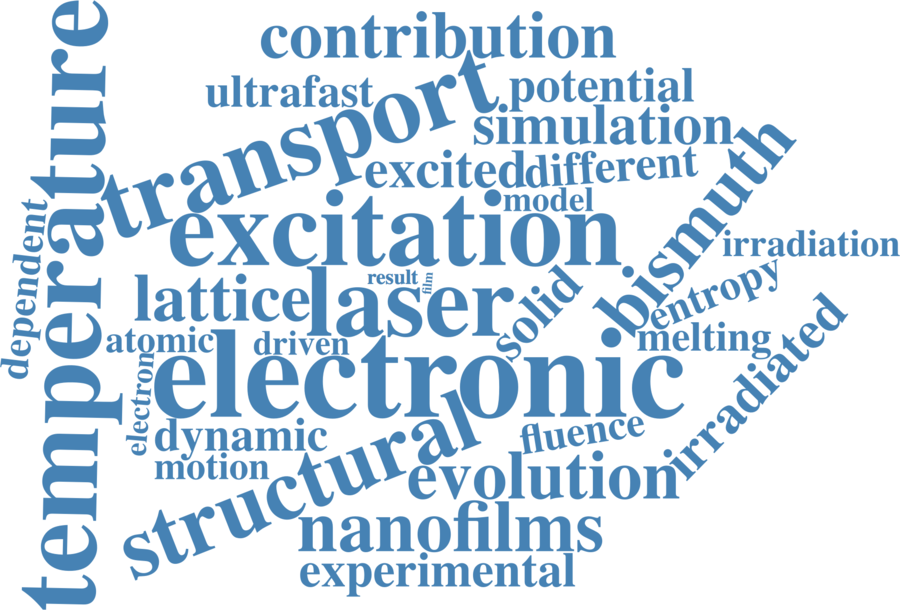 contribution
ultrafast
transport
potential
simulation
excited
different
model
bismuth
temperature
dependent
excitation
irradiation
result
film
lattice
laser
solid
entropy
atomic
driven
melting
irradiated
electron
electronic
dynamic
structural
fluence
motion
evolution
nanofilms
experimental